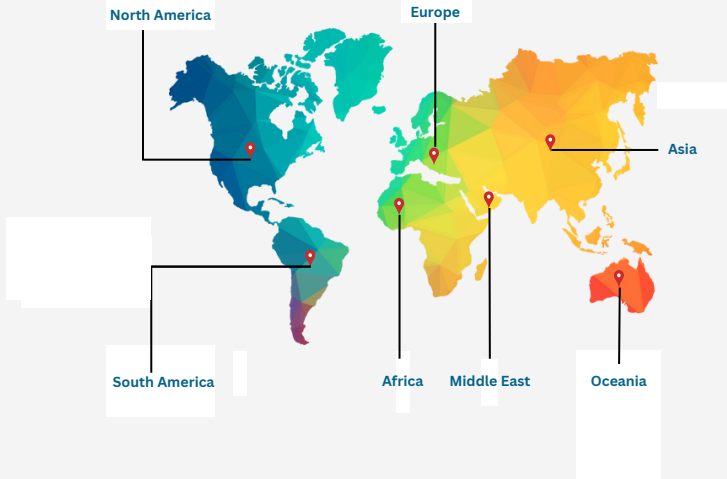 North America
Europe
Asia
South America
Africa
Middle East
Oceania